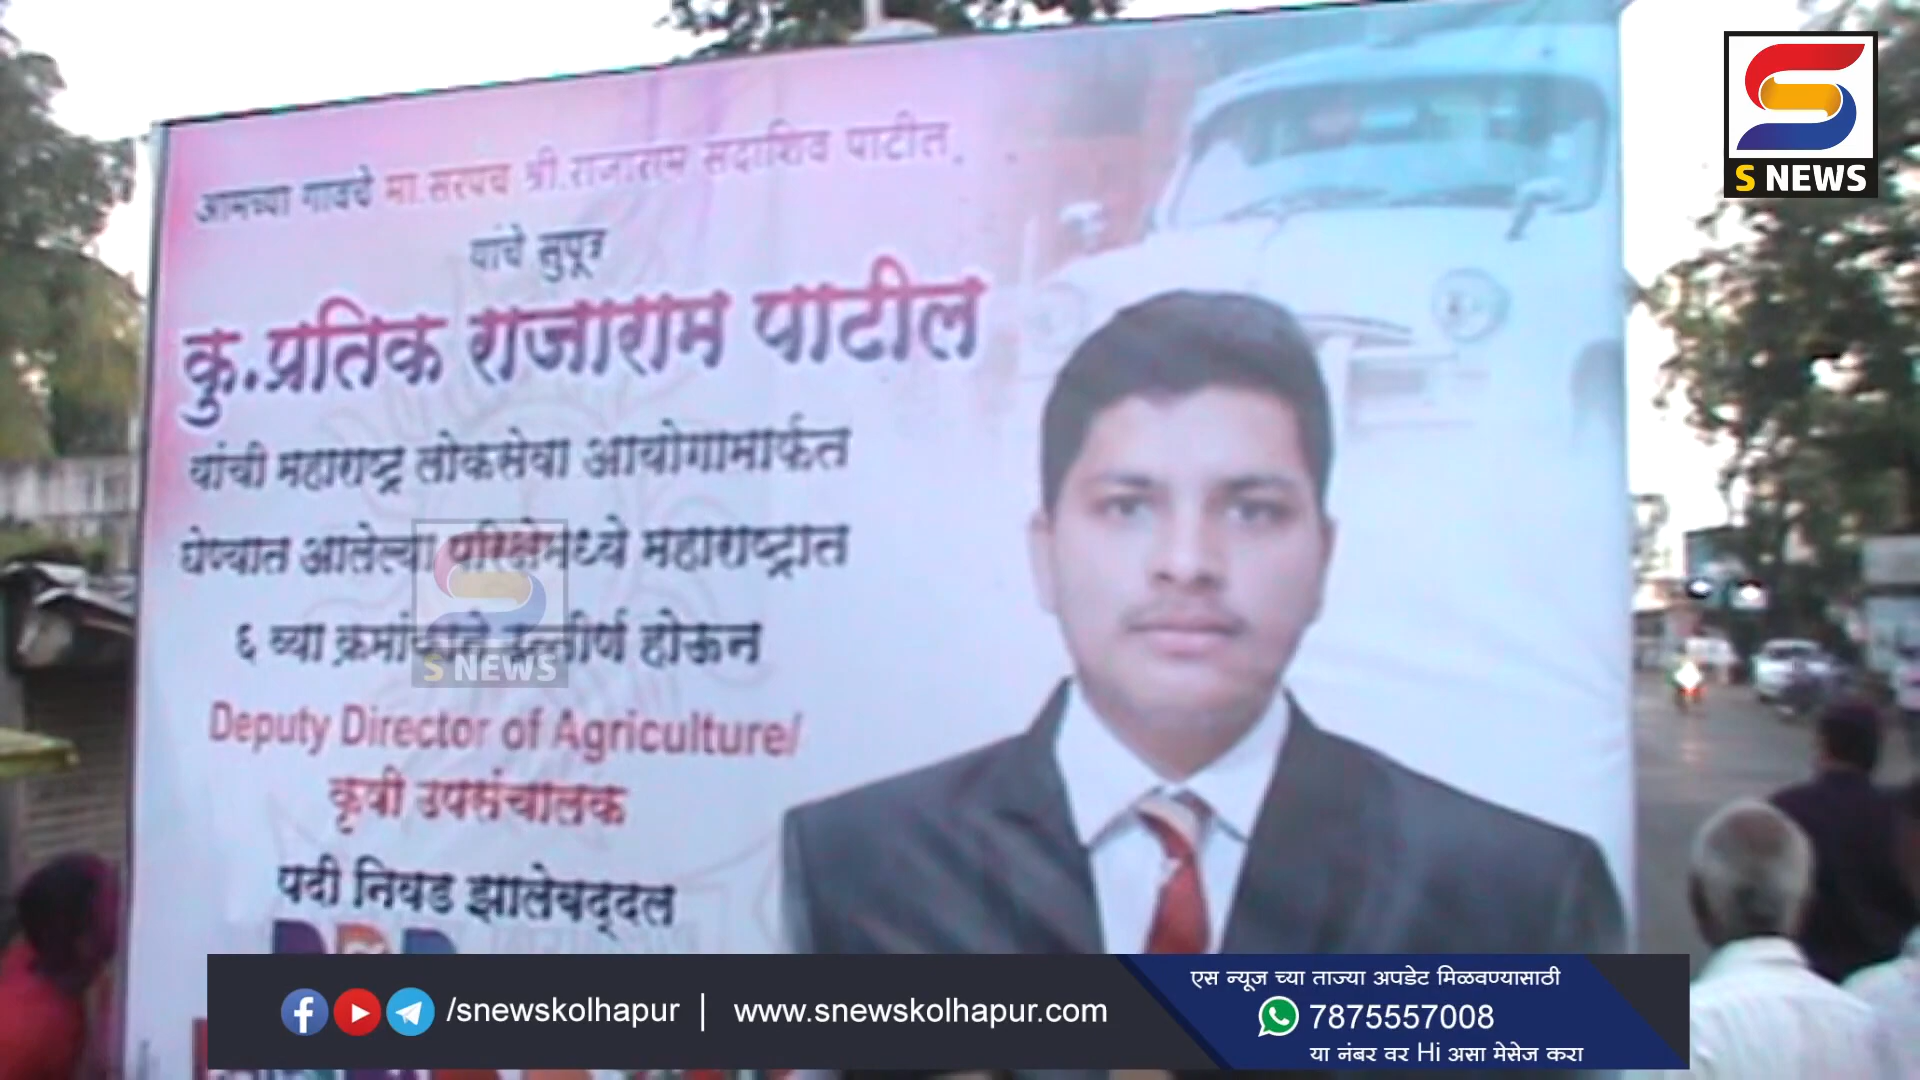 आमच्या गावचे मा.सरपंच श्री.राजाराम सदाशिव पाटील.
यांचे सुपूत्र
कु.प्रतिक राजाराम पाटील
यांची महाराष्ट्र लोकसेवा आयोगामार्फत
घेण्यात आलेल्या परिक्षेमध्ये महाराष्ट्रात
६ व्या क्रमांकाने उत्तीर्ण होऊन
Deputy Director of Agriculture/
कृषी उपसंचालक
पदी निवड झालेबद्दल
S NEWS
S NEWS
/snewskolhapur | www.snewskolhapur.com
एस न्यूज च्या ताज्या अपडेट मिळवण्यासाठी
7875557008
या नंबर वर Hi असा मेसेज करा